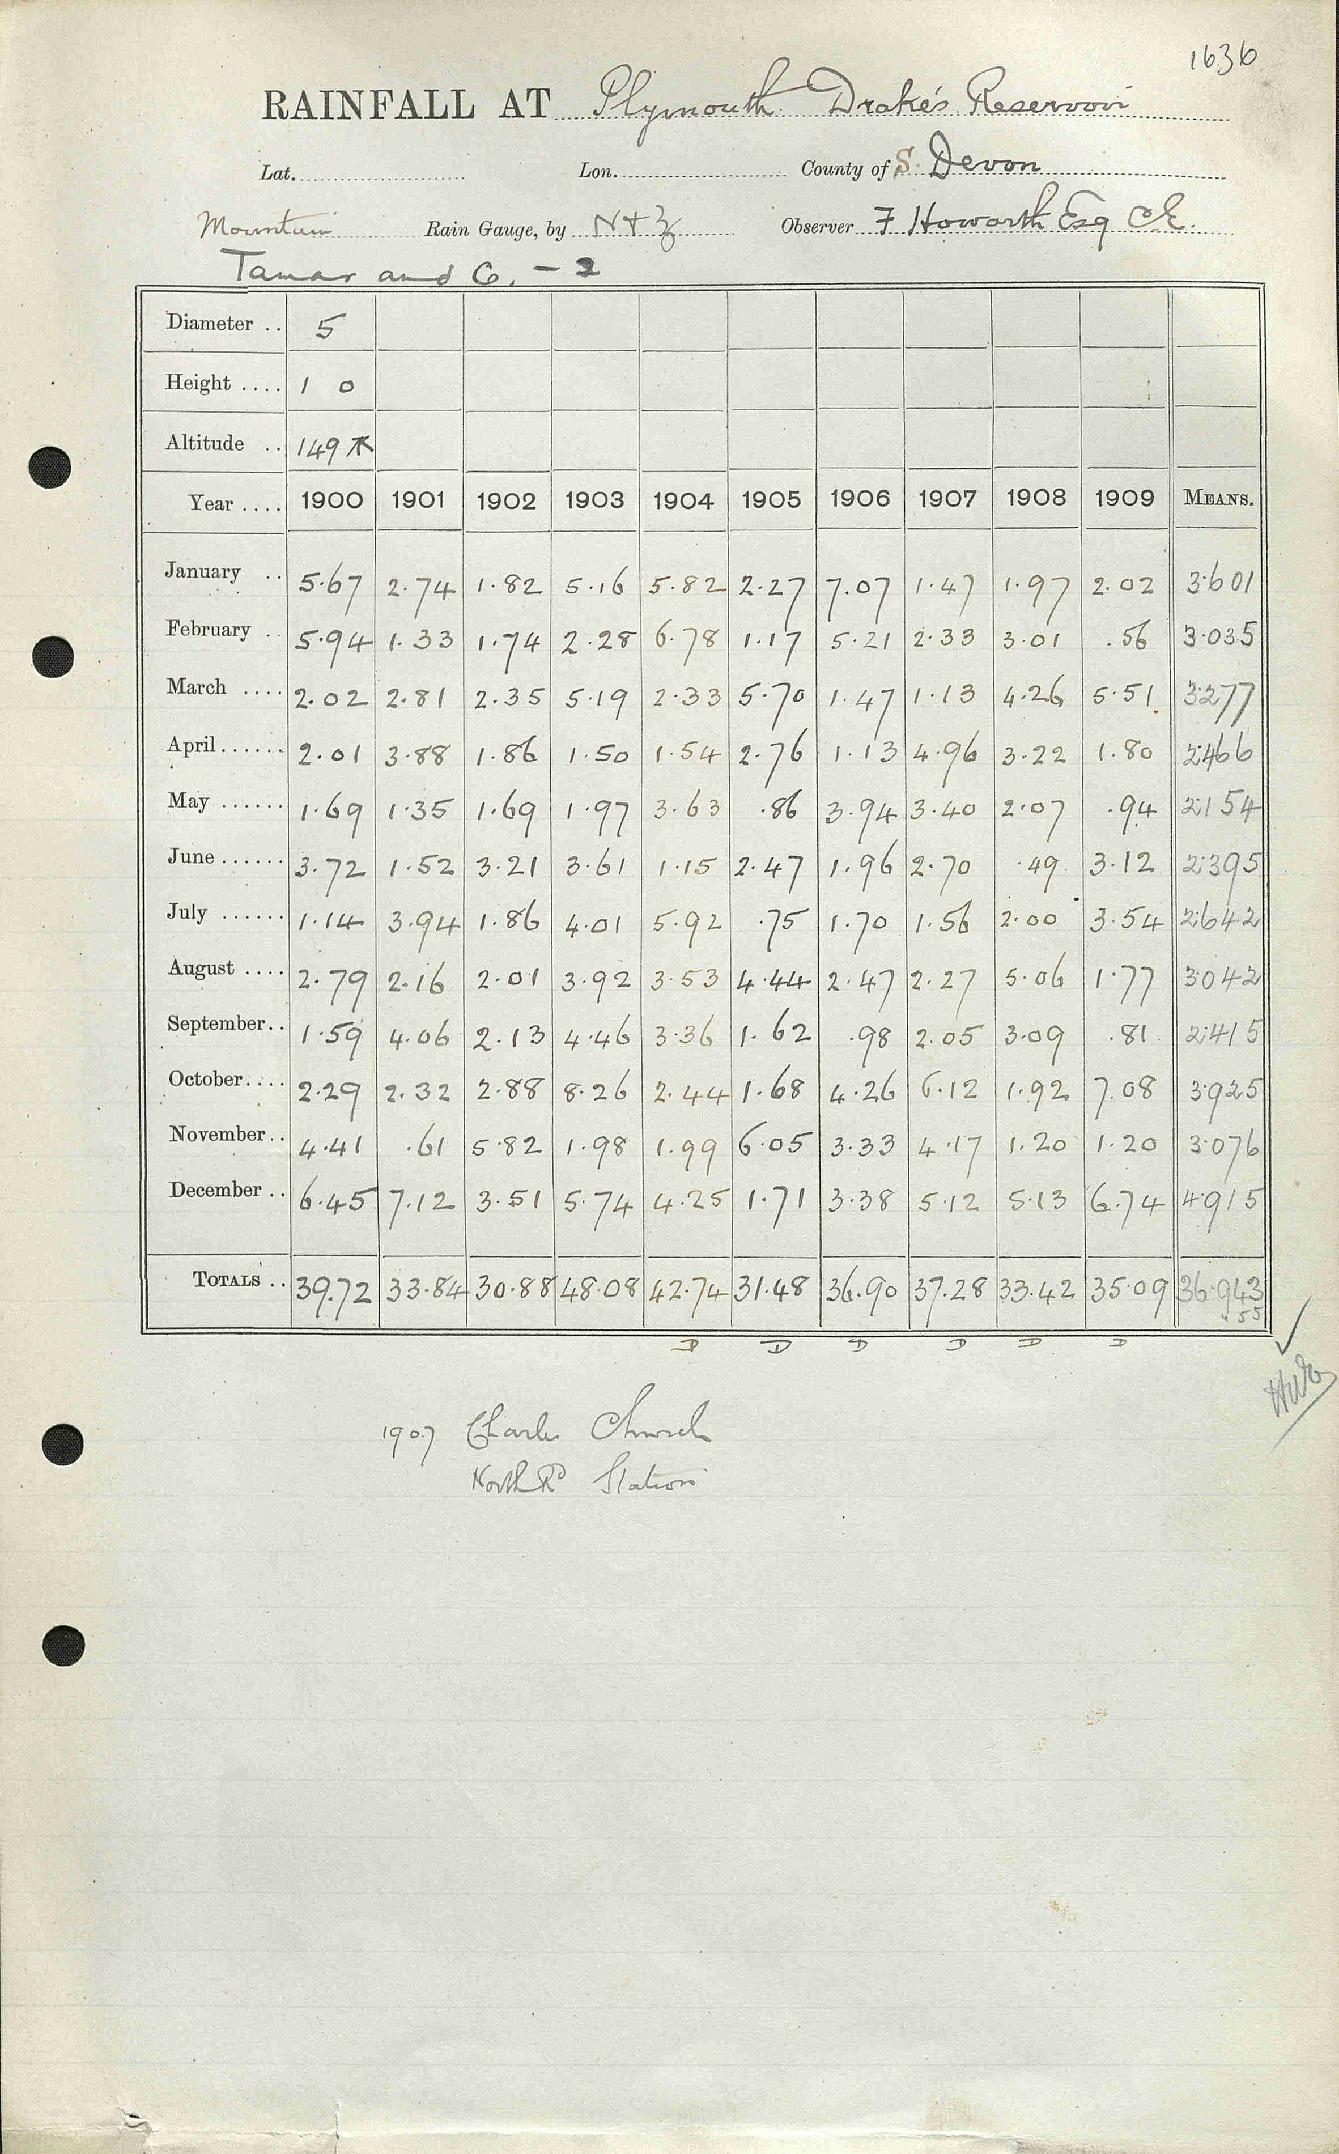 1636
RAINFALL AT Plymouth Drake's Reservoir
Lat. Lon. County of S. Devon
Mountain Rain Gauge, by N+Z Observer F Howorth Esq C.E.
Tamar and C. - 2
Diameter .. 5
Height .... 1 0
Altitude .. 149
Year .... 1900 1901 1902 1903 1904 1905 1906 1907 1908 1909 MEANS.
January .. 5.67 2.74 1.82 5.16 5.82 2.27 7.07 1.47 1.97 2.02 3.601
February .. 5.94 1.33 1.74 2.28 6.78 1.17 5.21 2.33 3.01 .56 3.035
March .... 2.02 2.81 2.35 5.19 2.33 5.70 1.47 1.13 4.26 5.51 3.277
April ...... 2.01 3.88 1.86 1.50 1.54 2.76 1.13 4.96 3.22 1.80 2.466
May ...... 1.69 1.35 1.69 1.97 3.63 .86 3.94 3.40 2.07 .94 2.154
June ...... 3.72 1.52 3.21 3.61 1.15 2.47 1.96 2.70 .49 3.12 2.395
July ...... 1.14 3.94 1.86 4.01 5.92 .75 1.70 1.56 2.00 3.54 2.642
August .... 2.79 2.16 2.01 3.92 3.53 4.44 2.47 2.27 5.06 1.77 3.042
September.. 1.59 4.06 2.13 4.46 3.36 1.62 .98 2.05 3.09 .81 2.415
October.... 2.29 2.32 2.88 8.26 2.44 1.68 4.26 6.12 1.92 7.08 3.925
November.. 4.41 .61 5.82 1.98 1.99 6.05 3.33 4.17 1.20 1.20 3.076
December .. 6.45 7.12 3.51 5.74 4.25 1.71 3.38 5.12 5.13 6.74 4.915
TOTALS .. 39.72 33.84 30.88 48.08 42.74 31.48 36.90 37.28 33.42 35.09 36.943
55
D D D D D D
1907 Charles Church
North Rd Station